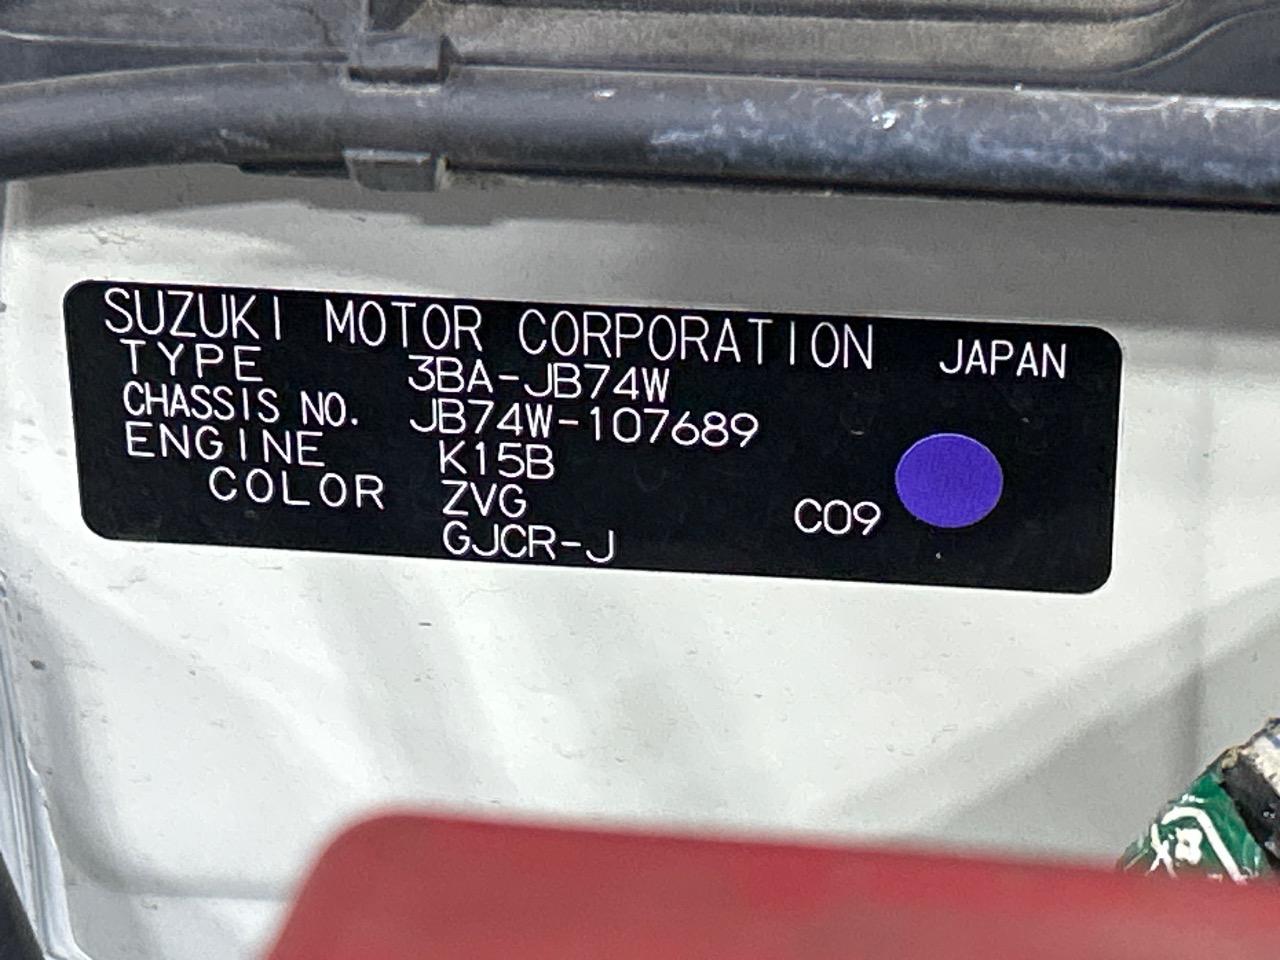 SUZUKI MOTOR CORPORATION JAPAN
TYPE 3BA-JB74W
CHASSIS NO. JB74W-107689
ENGINE K15B
COLOR ZVG
GJCR-J C09